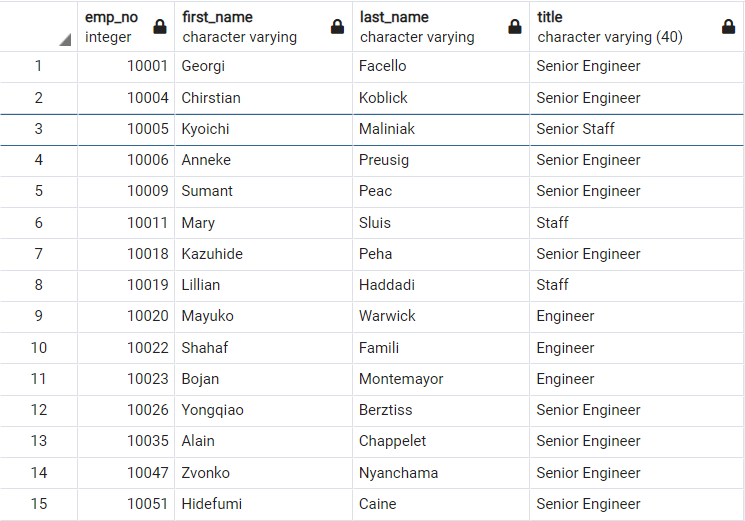 emp_no first_name last_name title
integer character varying character varying character varying (40)
1 10001 Georgi Facello Senior Engineer
2 10004 Chirstian Koblick Senior Engineer
3 10005 Kyoichi Maliniak Senior Staff
4 10006 Anneke Preusig Senior Engineer
5 10009 Sumant Peac Senior Engineer
6 10011 Mary Sluis Staff
7 10018 Kazuhide Peha Senior Engineer
8 10019 Lillian Haddadi Staff
9 10020 Mayuko Warwick Engineer
10 10022 Shahaf Famili Engineer
11 10023 Bojan Montemayor Engineer
12 10026 Yongqiao Berztiss Senior Engineer
13 10035 Alain Chappelet Senior Engineer
14 10047 Zvonko Nyanchama Senior Engineer
15 10051 Hidefumi Caine Senior Engineer